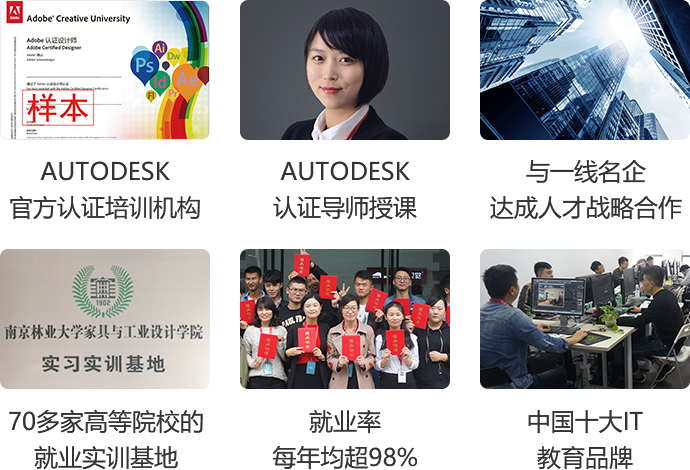 Adobe
Adobe® Creative University
Adobe 认证设计师
Adobe Certified Designer
Ai
Dw
Ps
Id
Ae
Fl
Pr
样本
AUTODESK
官方认证培训机构
AUTODESK
认证导师授课
与一线名企
达成人才战略合作
1902
南京林业大学家具与工业设计学院
实习实训基地
70多家高等院校的
就业实训基地
就业率
每年均超98%
中国十大IT
教育品牌